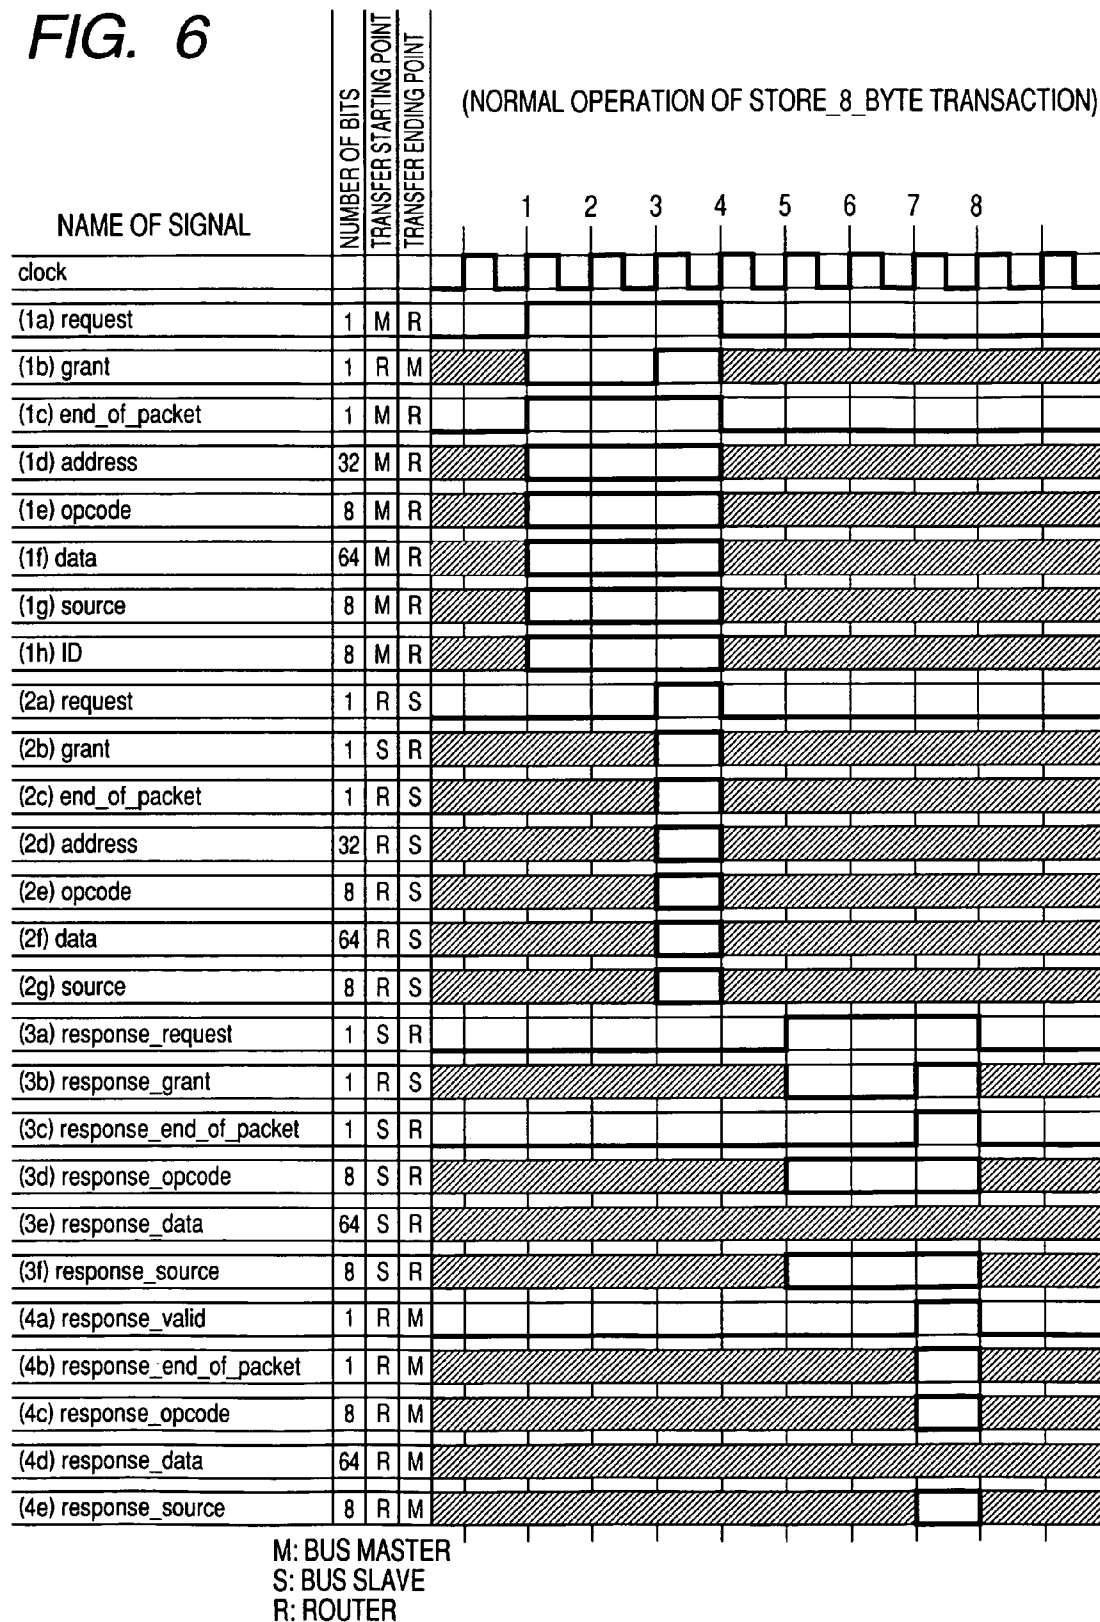 FIG. 6
(NORMAL OPERATION OF STORE_8_BYTE TRANSACTION)
NAME OF SIGNAL NUMBER OF BITS TRANSFER STARTING POINT TRANSFER ENDING POINT 1 2 3 4 5 6 7 8
clock
(1a) request 1 M R
(1b) grant 1 R M
(1c) end_of_packet 1 M R
(1d) address 32 M R
(1e) opcode 8 M R
(1f) data 64 M R
(1g) source 8 M R
(1h) ID 8 M R
(2a) request 1 R S
(2b) grant 1 S R
(2c) end_of_packet 1 R S
(2d) address 32 R S
(2e) opcode 8 R S
(2f) data 64 R S
(2g) source 8 R S
(3a) response_request 1 S R
(3b) response_grant 1 R S
(3c) response_end_of_packet 1 S R
(3d) response_opcode 8 S R
(3e) response_data 64 S R
(3f) response_source 8 S R
(4a) response_valid 1 R M
(4b) response_end_of_packet 1 R M
(4c) response_opcode 8 R M
(4d) response_data 64 R M
(4e) response_source 8 R M
M: BUS MASTER
S: BUS SLAVE
R: ROUTER